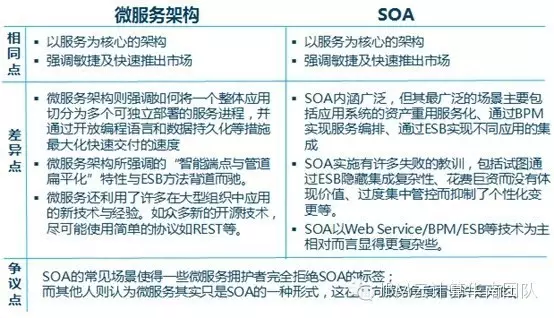 微服务架构
SOA
相同点
以服务为核心的架构
强调敏捷及快速推出市场
以服务为核心的架构
强调敏捷及快速推出市场
差异点
微服务架构则强调如何将一个整体应用
切分为多个可独立部署的服务进程，并
通过开放编程语言和数据持久化等措施
最大化快速交付的速度
微服务架构所强调的“智能端点与管道
扁平化”特性与ESB方法背道而驰。
微服务还利用了许多在大型组织中应用
的新技术与经验。如众多新的开源技术，
尽可能使用简单的协议如REST等。
SOA内涵广泛，但其最广泛的场景主要包
括应用系统的资产重用服务化、通过BPM
实现服务编排、通过ESB实现不同应用的集
成
SOA实施有许多失败的教训，包括试图通
过ESB隐藏集成复杂性、花费巨资而没有体
现价值、过度集中管控而抑制了个性化变
更等。
SOA以Web Service/BPM/ESB等技术为主
相对而言显得更复杂些。
争议点
SOA的常见场景使得一些微服务拥护者完全拒绝SOA的标签；
而其他人则认为微服务其实只是SOA的一种形式，这在